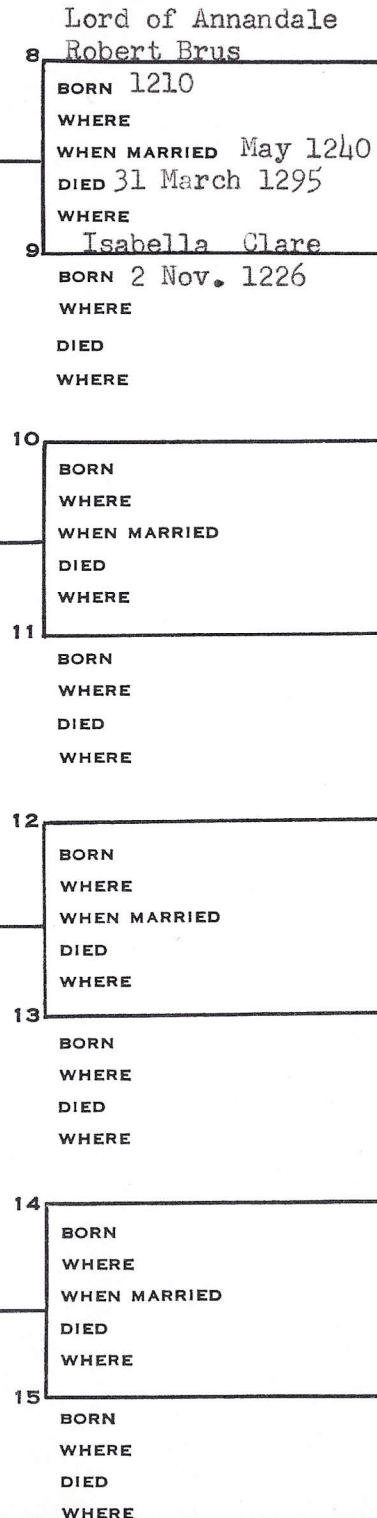 Lord of Annandale
8 Robert Brus
BORN 1210
WHERE
WHEN MARRIED May 1240
DIED 31 March 1295
WHERE
9 Isabella Clare
BORN 2 Nov. 1226
WHERE
DIED
WHERE
10
BORN
WHERE
WHEN MARRIED
DIED
WHERE
11
BORN
WHERE
DIED
WHERE
12
BORN
WHERE
WHEN MARRIED
DIED
WHERE
13
BORN
WHERE
DIED
WHERE
14
BORN
WHERE
WHEN MARRIED
DIED
WHERE
15
BORN
WHERE
DIED
WHERE